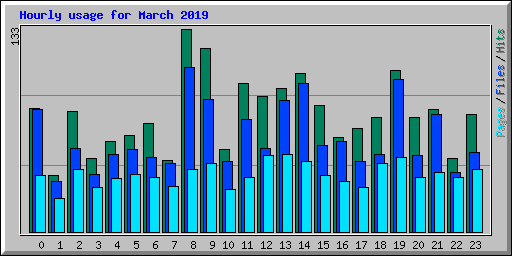 Hourly usage for March 2019
133
Pages / Files / Hits
0 1 2 3 4 5 6 7 8 9 10 11 12 13 14 15 16 17 18 19 20 21 22 23